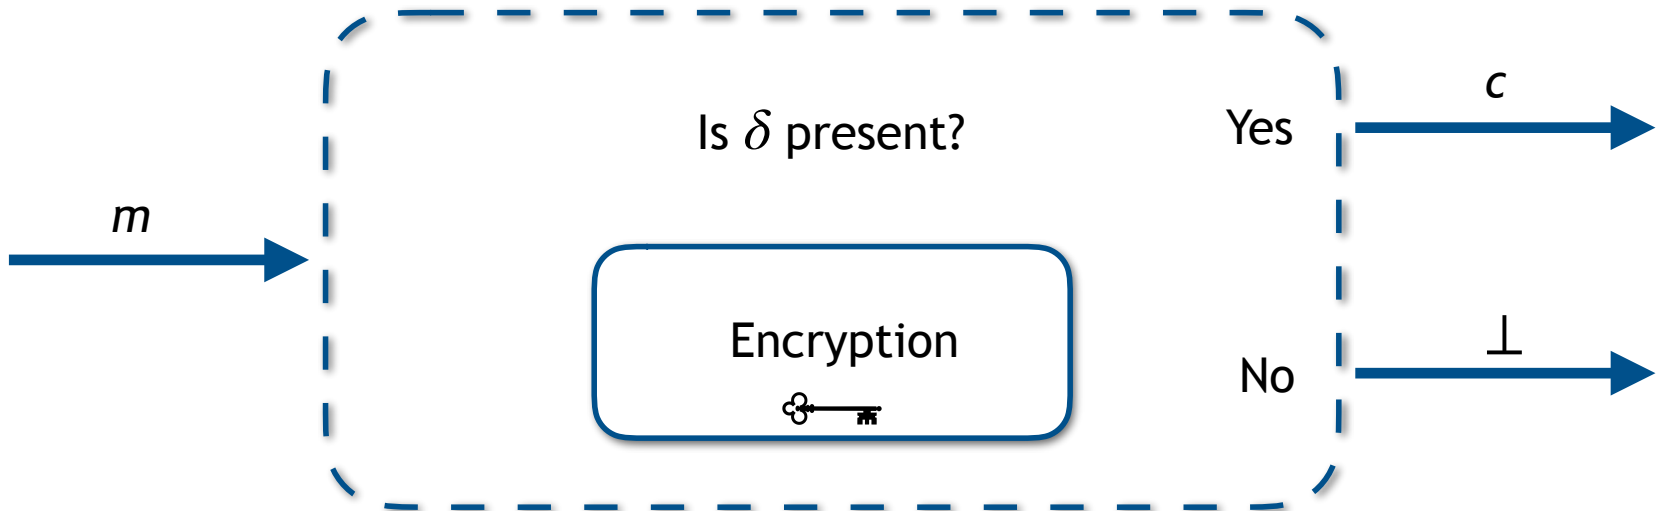 m
Is δ present?
Yes
c
Encryption
No
⊥